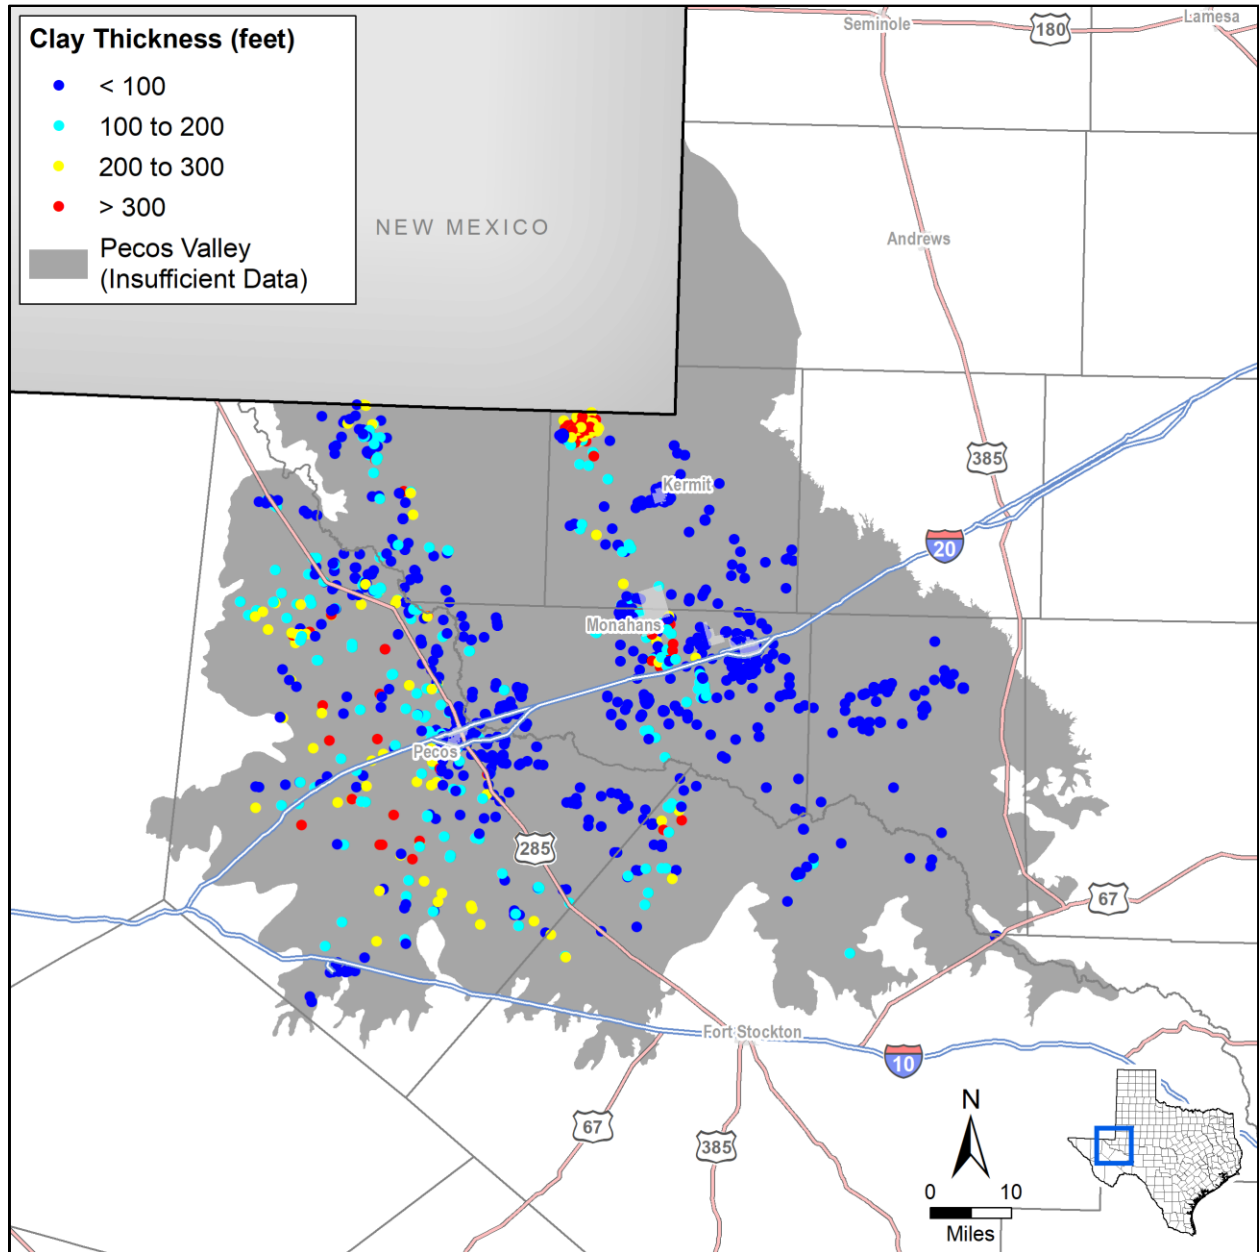 Clay Thickness (feet)
< 100
100 to 200
200 to 300
> 300
Pecos Valley
(Insufficient Data)
NEW MEXICO
Seminole
180
Lamesa
Andrews
385
Kermit
20
Monahans
Pecos
285
67
Fort Stockton
10
67
385
N
0 10
Miles